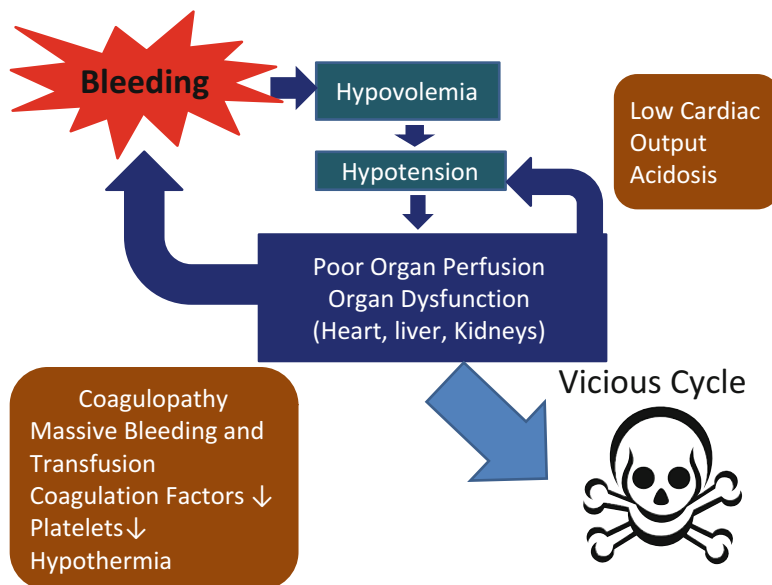 Bleeding
Hypovolemia
Low Cardiac
Output
Acidosis
Hypotension
Poor Organ Perfusion
Organ Dysfunction
(Heart, liver, Kidneys)
Vicious Cycle
Coagulopathy
Massive Bleeding and
Transfusion
Coagulation Factors ↓
Platelets↓
Hypothermia